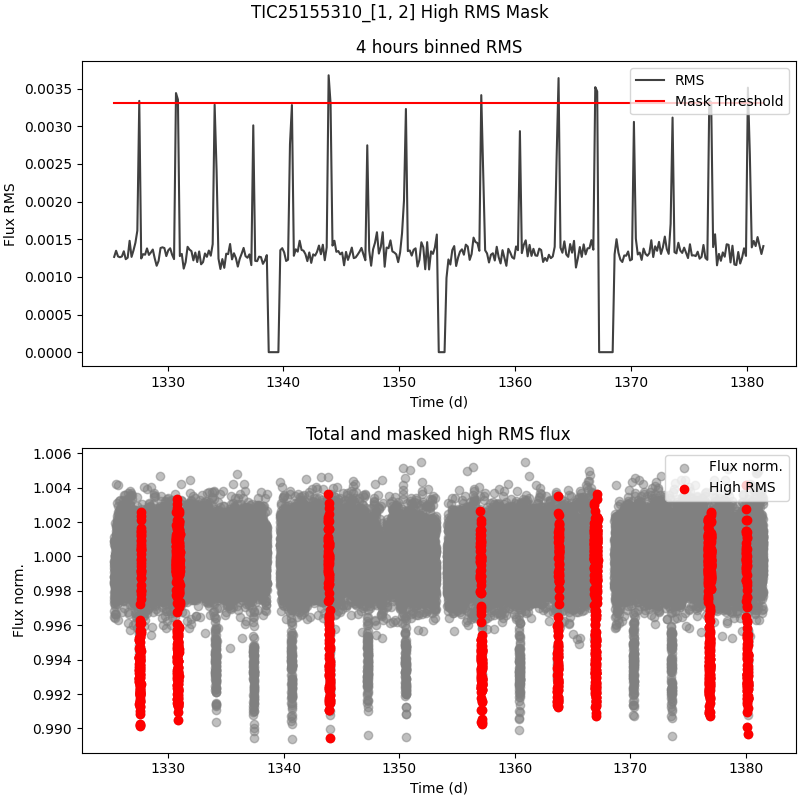 TIC25155310_[1, 2] High RMS Mask
4 hours binned RMS
Flux RMS
0.0035
0.0030
0.0025
0.0020
0.0015
0.0010
0.0005
0.0000
RMS
Mask Threshold
1330 1340 1350 1360 1370 1380
Time (d)
Total and masked high RMS flux
Flux norm.
1.006
1.004
1.002
1.000
0.998
0.996
0.994
0.992
0.990
Flux norm.
High RMS
1330 1340 1350 1360 1370 1380
Time (d)